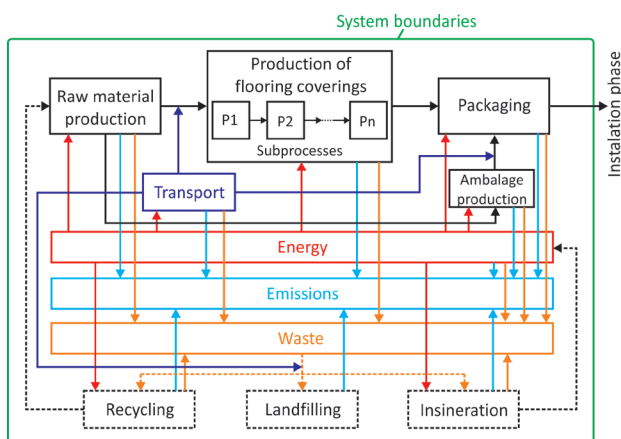 System boundaries
Production of
flooring coverings
Raw material
production
P1
P2
Pn
Subprocesses
Packaging
Instalation phase
Transport
Ambalage
production
Energy
Emissions
Waste
Recycling
Landfilling
Insineration